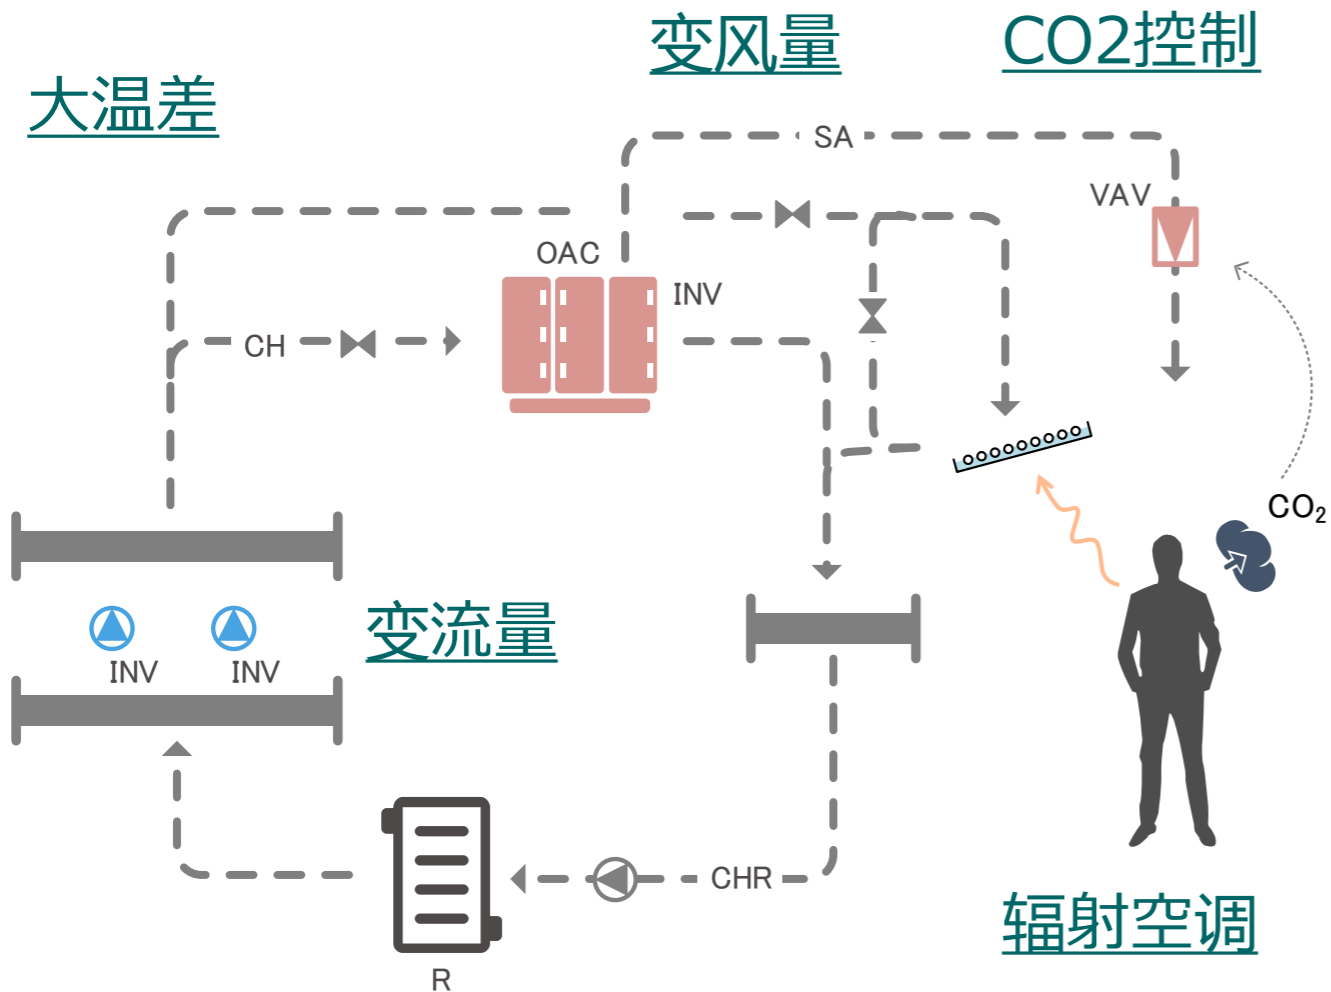 变风量
CO2控制
大温差
SA
VAV
OAC
INV
CH
CO₂
变流量
INV
INV
CHR
辐射空调
R